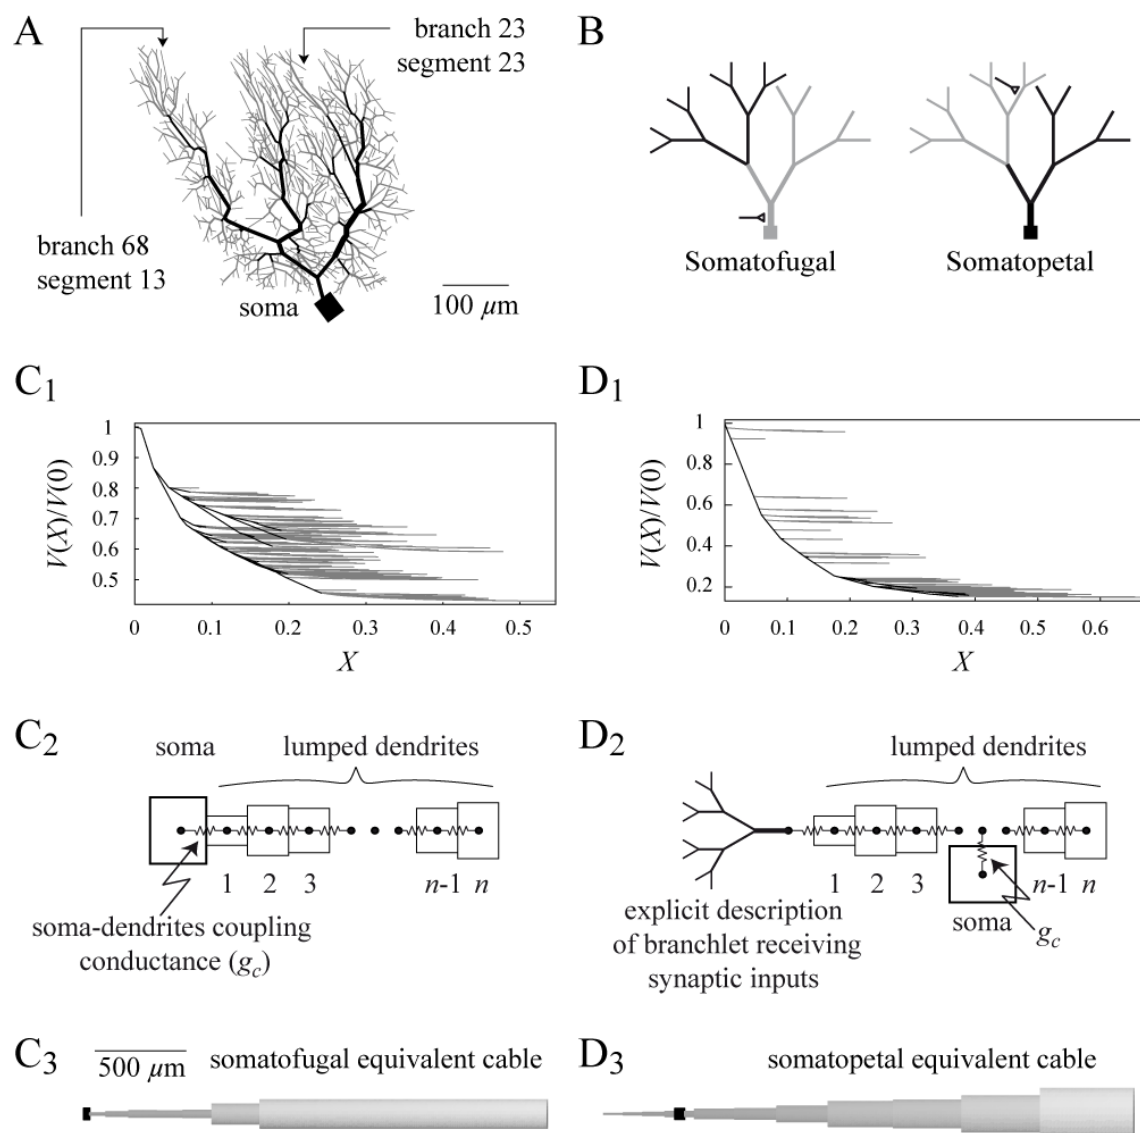 A
branch 23
segment 23
branch 68
segment 13
soma
100 µm
B
Somatofugal
Somatopetal
C1
V(X)/V(0)
1
0.9
0.8
0.7
0.6
0.5
0 0.1 0.2 0.3 0.4 0.5
X
D1
V(X)/V(0)
1
0.8
0.6
0.4
0.2
0 0.1 0.2 0.3 0.4 0.5 0.6
X
C2
soma
lumped dendrites
1 2 3 n-1 n
soma-dendrites coupling
conductance (gc)
D2
lumped dendrites
1 2 3 n-1 n
soma
gc
explicit description
of branchlet receiving
synaptic inputs
C3
500 µm
somatofugal equivalent cable
D3
somatopetal equivalent cable